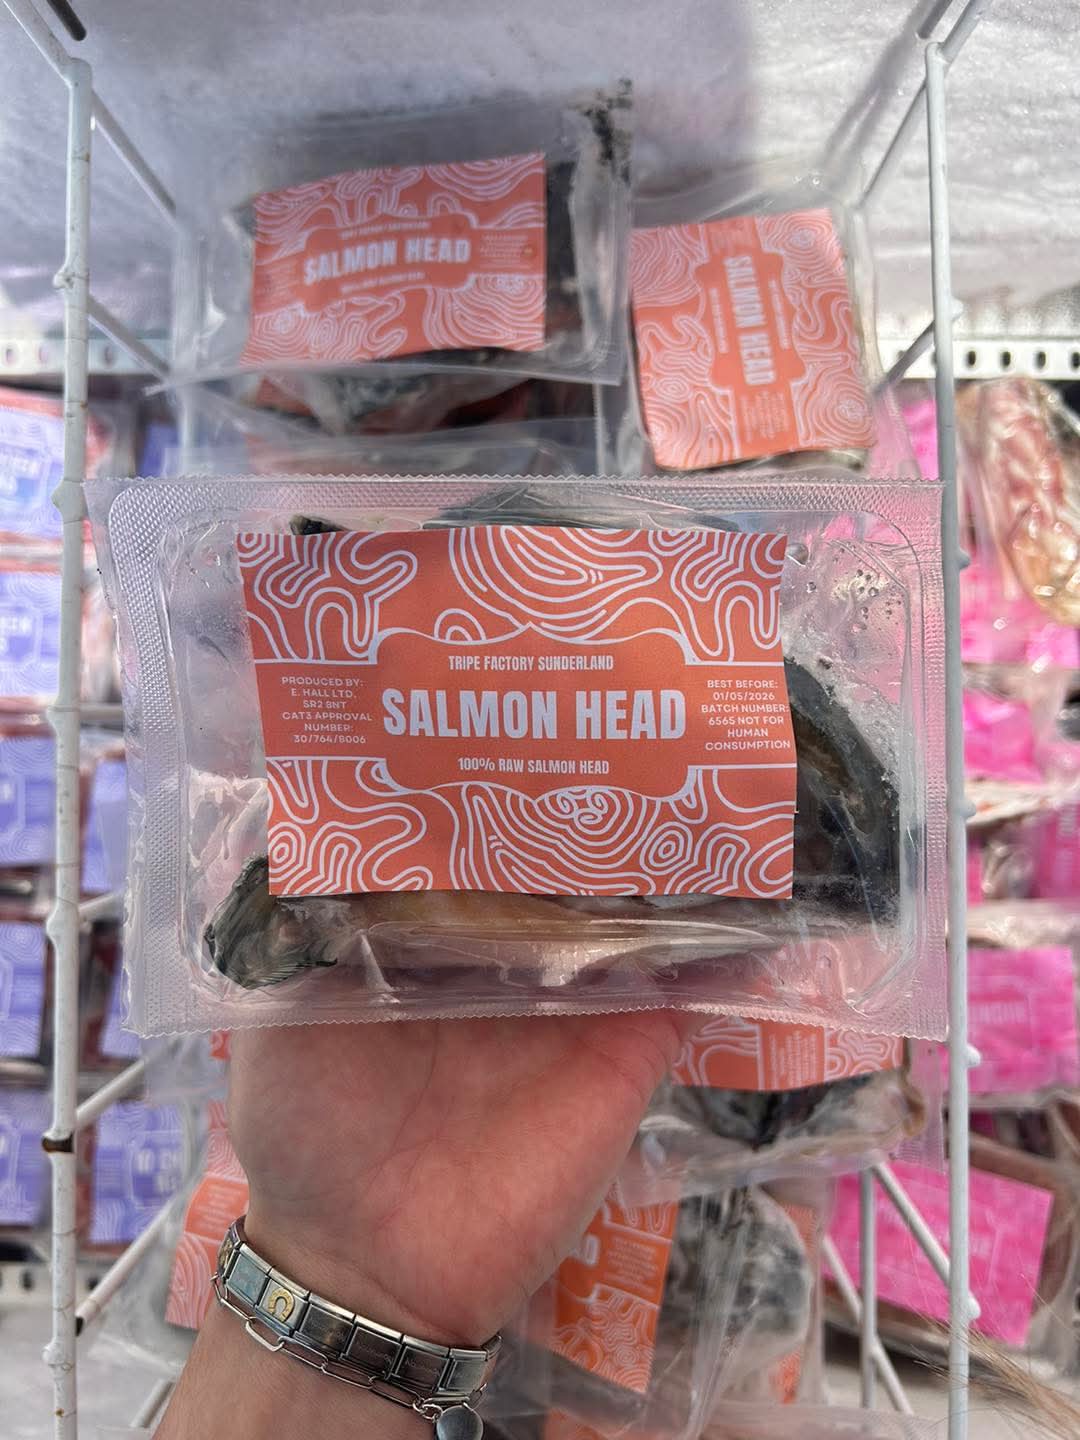 SALMON HEAD
SALMON HEAD
TRIPE FACTORY SUNDERLAND
PRODUCED BY:
E. HALL LTD.
SR2 8NT
CAT3 APPROVAL
NUMBER:
30/764/8006
SALMON HEAD
100% RAW SALMON HEAD
BEST BEFORE:
01/05/2026
BATCH NUMBER:
6565 NOT FOR
HUMAN
CONSUMPTION